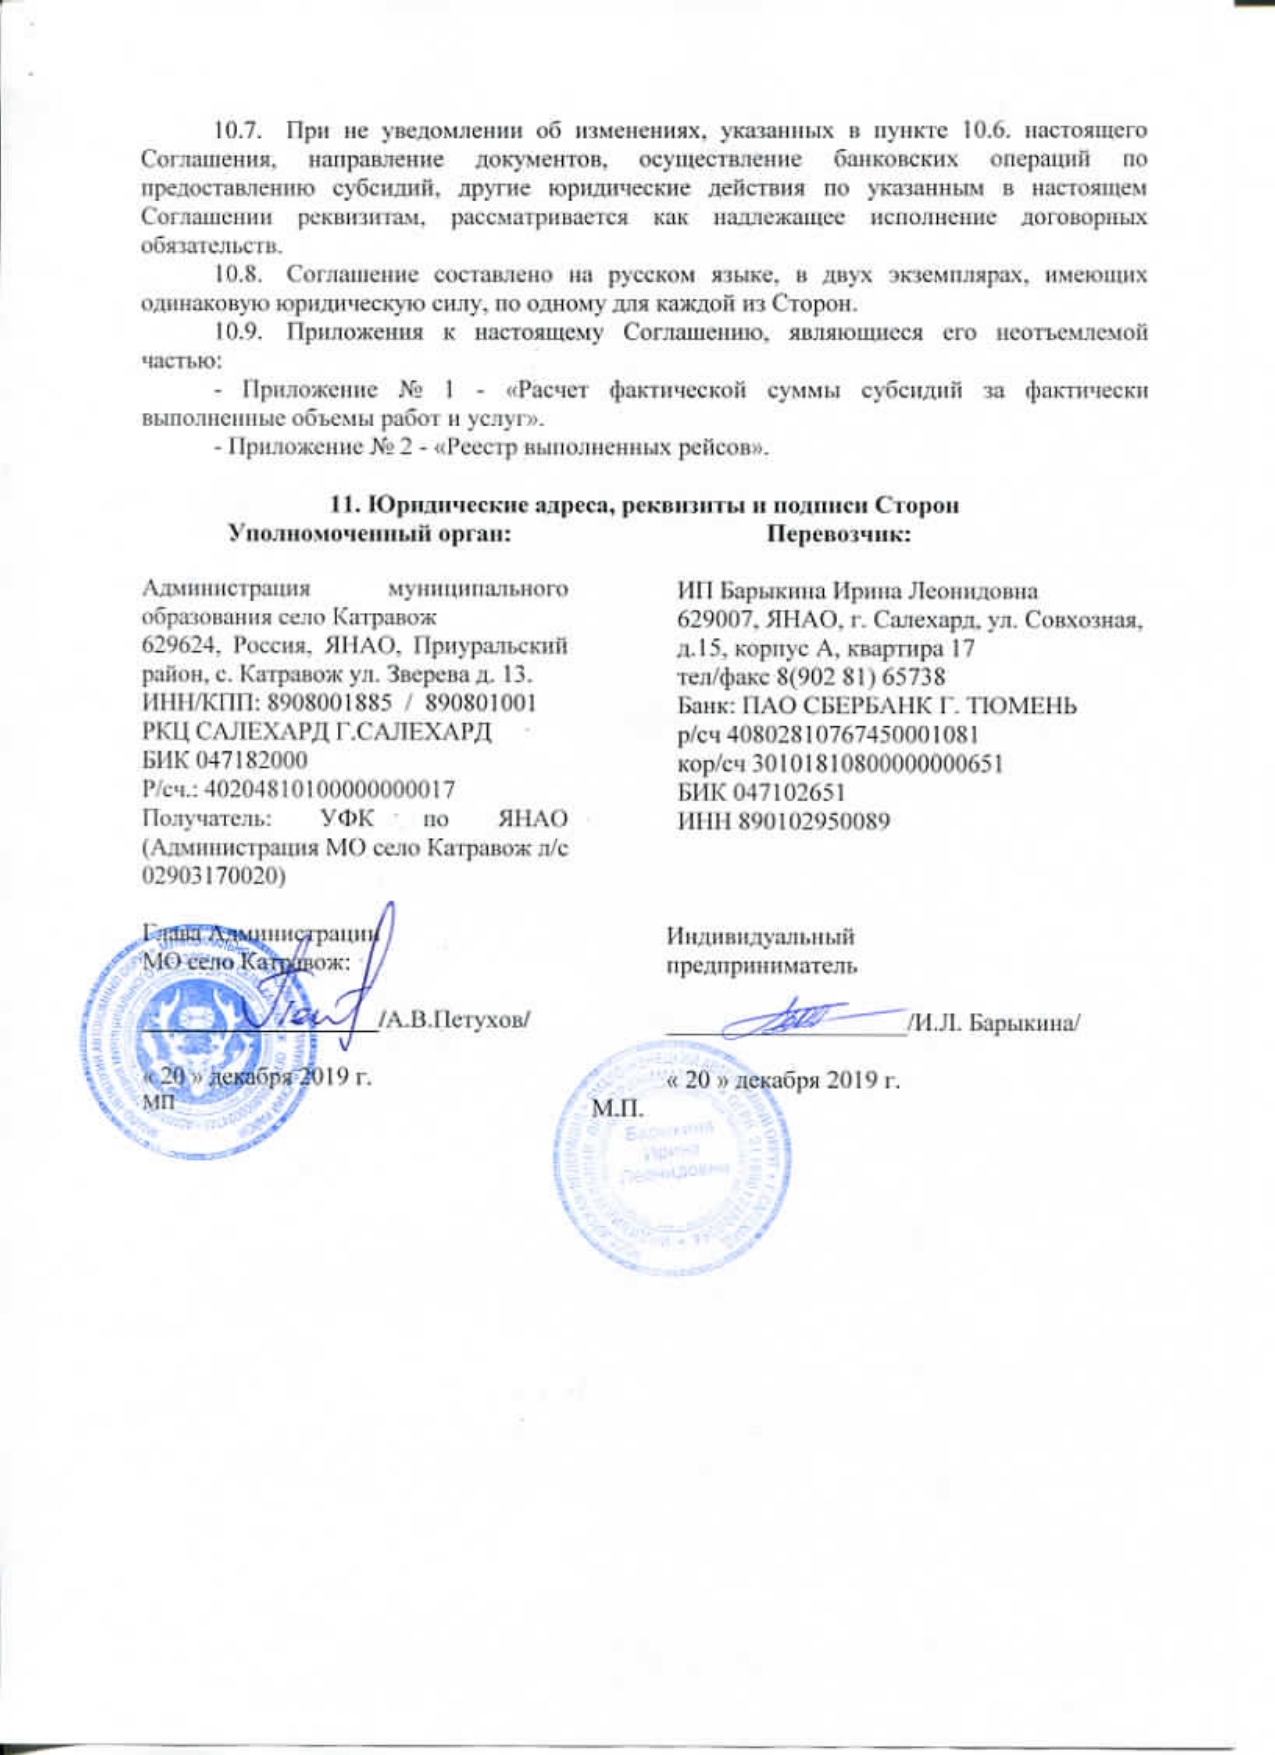 10.7. При не уведомлении об изменениях, указанных в пункте 10.6. настоящего
Соглашения, направление документов, осуществление банковских операций по
предоставлению субсидий, другие юридические действия по указанным в настоящем
Соглашении реквизитам, рассматривается как надлежащее исполнение договорных
обязательств.
10.8. Соглашение составлено на русском языке, в двух экземплярах, имеющих
одинаковую юридическую силу, по одному для каждой из Сторон.
10.9. Приложения к настоящему Соглашению, являющиеся его неотъемлемой
частью:
- Приложение № 1 - «Расчет фактической суммы субсидий за фактически
выполненные объемы работ и услуг».
- Приложение № 2 - «Реестр выполненных рейсов».
11. Юридические адреса, реквизиты и подписи Сторон
Уполномоченный орган:
Администрация муниципального
образования село Катравож
629624, Россия, ЯНАО, Приуральский
район, с. Катравож ул. Зверева д. 13.
ИНН/КПП: 8908001885 / 890801001
РКЦ САЛЕХАРД Г.САЛЕХАРД
БИК 047182000
Р/сч.: 40204810100000000017
Получатель: УФК по ЯНАО
(Администрация МО село Катравож л/с
02903170020)
Глава Администрации
МО село Катравож:
/А.В.Петухов/
« 20 » декабря 2019 г.
МП
Перевозчик:
ИП Барыкина Ирина Леонидовна
629007, ЯНАО, г. Салехард, ул. Совхозная,
д.15, корпус А, квартира 17
тел/факс 8(902 81) 65738
Банк: ПАО СБЕРБАНК Г. ТЮМЕНЬ
р/сч 40802810767450001081
кор/сч 30101810800000000651
БИК 047102651
ИНН 890102950089
Индивидуальный
предприниматель
/И.Л. Барыкина/
« 20 » декабря 2019 г.
М.П.
Барыкина
Ирина
Леонидовна